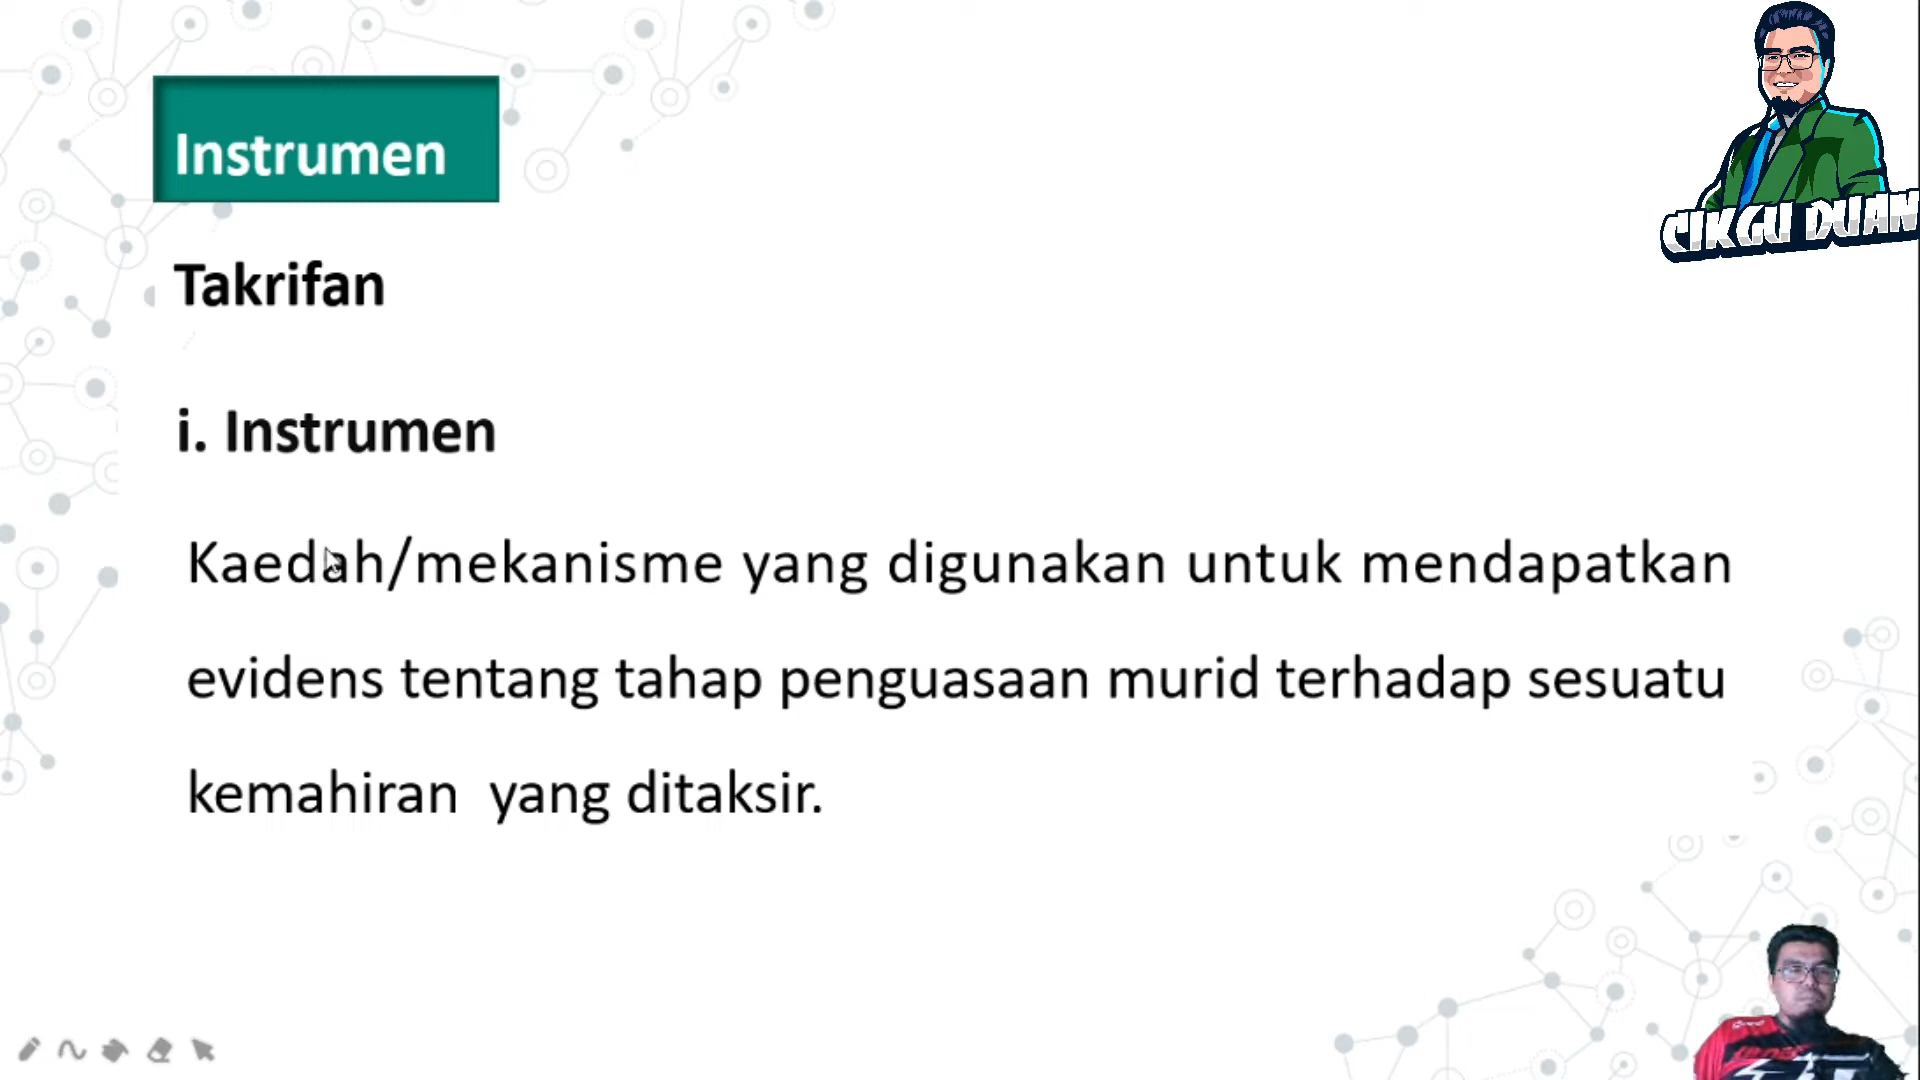 Instrumen
CIKGU DUAN
Takrifan
i. Instrumen
Kaedah/mekanisme yang digunakan untuk mendapatkan
evidens tentang tahap penguasaan murid terhadap sesuatu
kemahiran yang ditaksir.